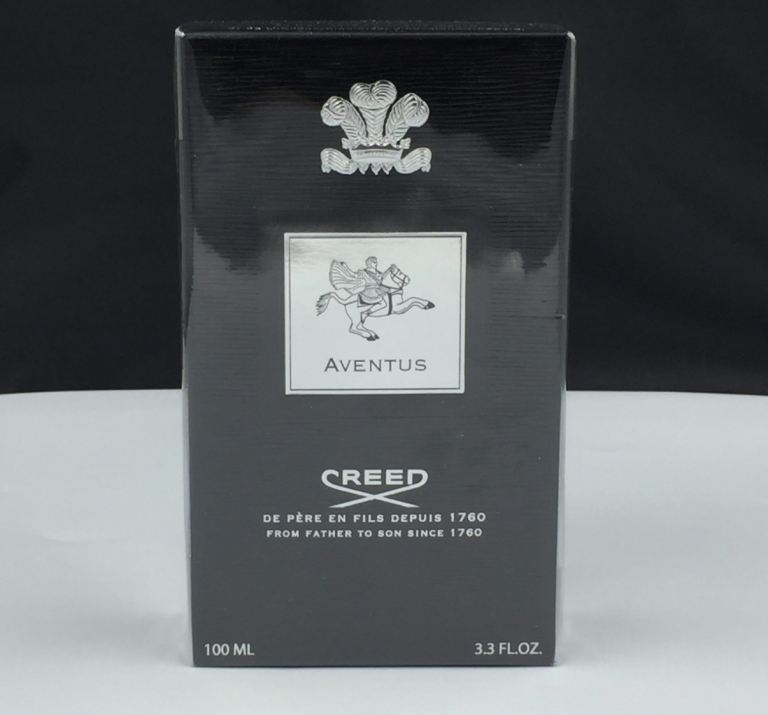 AVENTUS
CREED
DE PÈRE EN FILS DEPUIS 1760
FROM FATHER TO SON SINCE 1760
100 ML 3.3 FL.OZ.